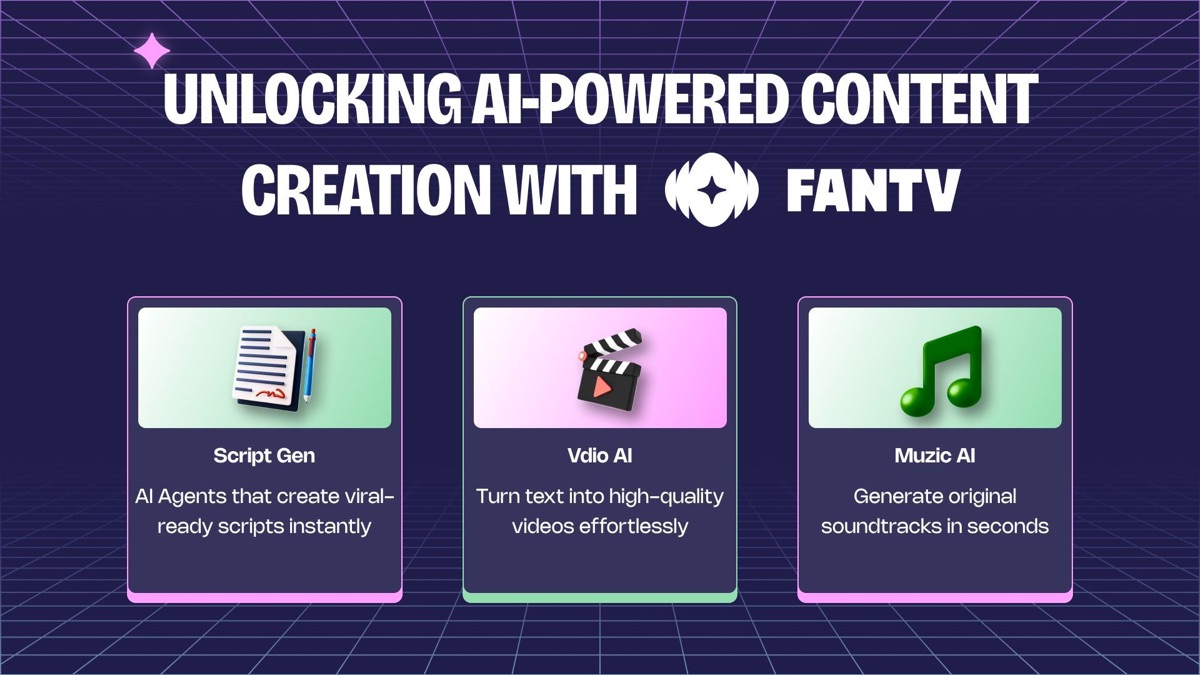 UNLOCKING AI-POWERED CONTENT
CREATION WITH FANTV
Script Gen
AI Agents that create viral-
ready scripts instantly
Vdio AI
Turn text into high-quality
videos effortlessly
Muzic AI
Generate original
soundtracks in seconds